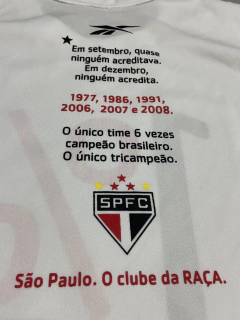 Em setembro, quase
ninguém acreditava.
Em dezembro,
ninguém acredita.
1977, 1986, 1991,
2006, 2007 e 2008.
O único time 6 vezes
campeão brasileiro.
O único tricampeão.
SPFC
São Paulo. O clube da RAÇA.